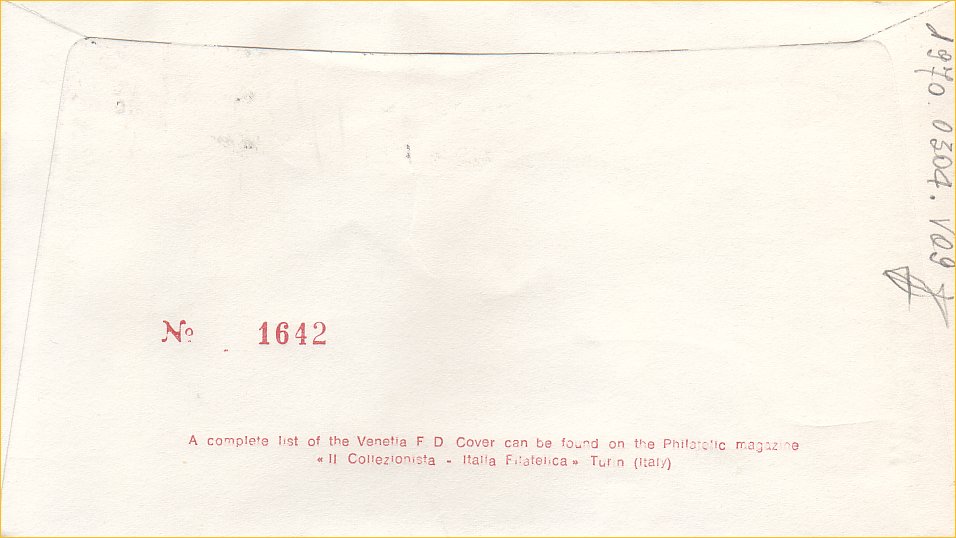 1970.0304.V09
Nº 1642
A complete list of the Venetia F D Cover can be found on the Philatelic magazine
« Il Collezionista - Italia Filatelica » Turin (Italy)